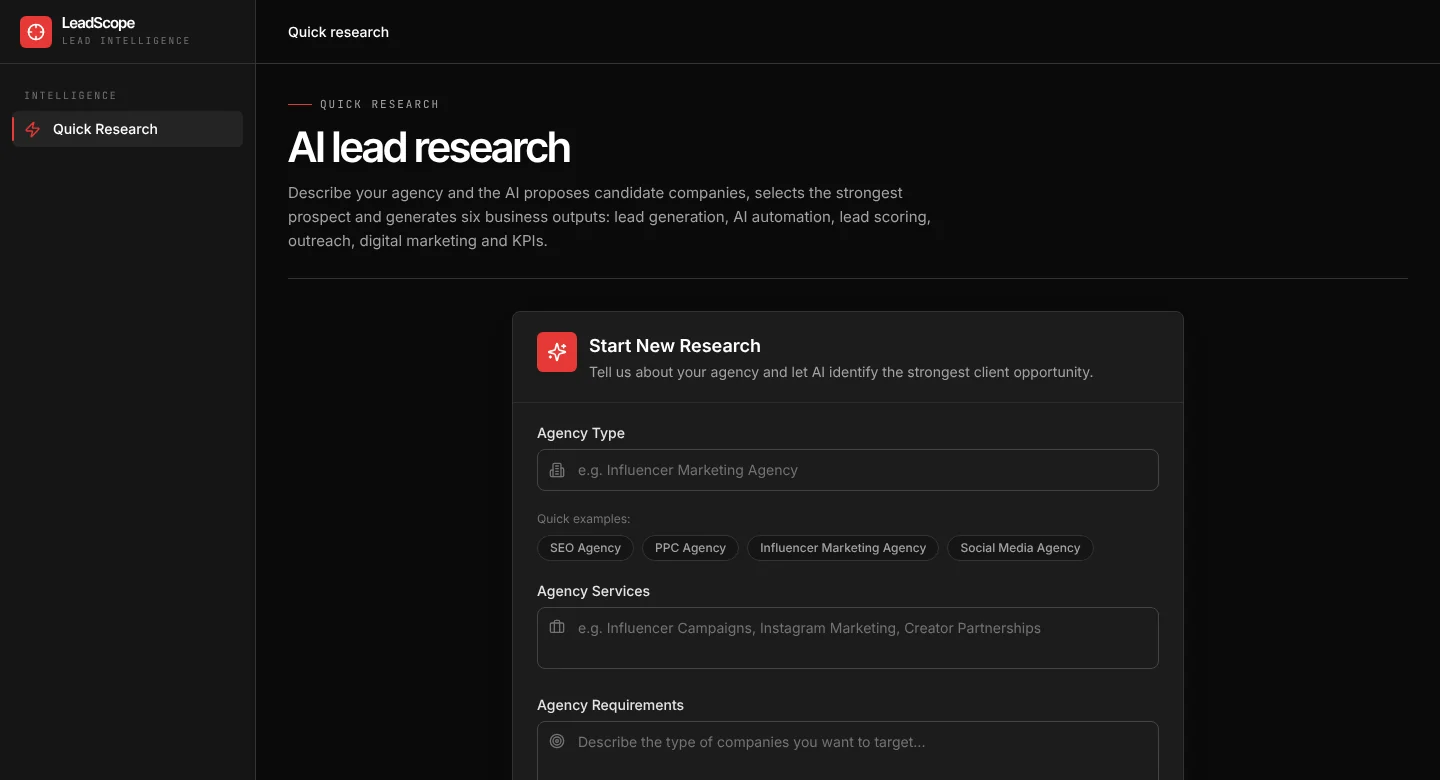 LeadScope
LEAD INTELLIGENCE
Quick research
INTELLIGENCE
Quick Research
QUICK RESEARCH
AI lead research
Describe your agency and the AI proposes candidate companies, selects the strongest
prospect and generates six business outputs: lead generation, AI automation, lead scoring,
outreach, digital marketing and KPIs.
Start New Research
Tell us about your agency and let AI identify the strongest client opportunity.
Agency Type
e.g. Influencer Marketing Agency
Quick examples:
SEO Agency
PPC Agency
Influencer Marketing Agency
Social Media Agency
Agency Services
e.g. Influencer Campaigns, Instagram Marketing, Creator Partnerships
Agency Requirements
Describe the type of companies you want to target...